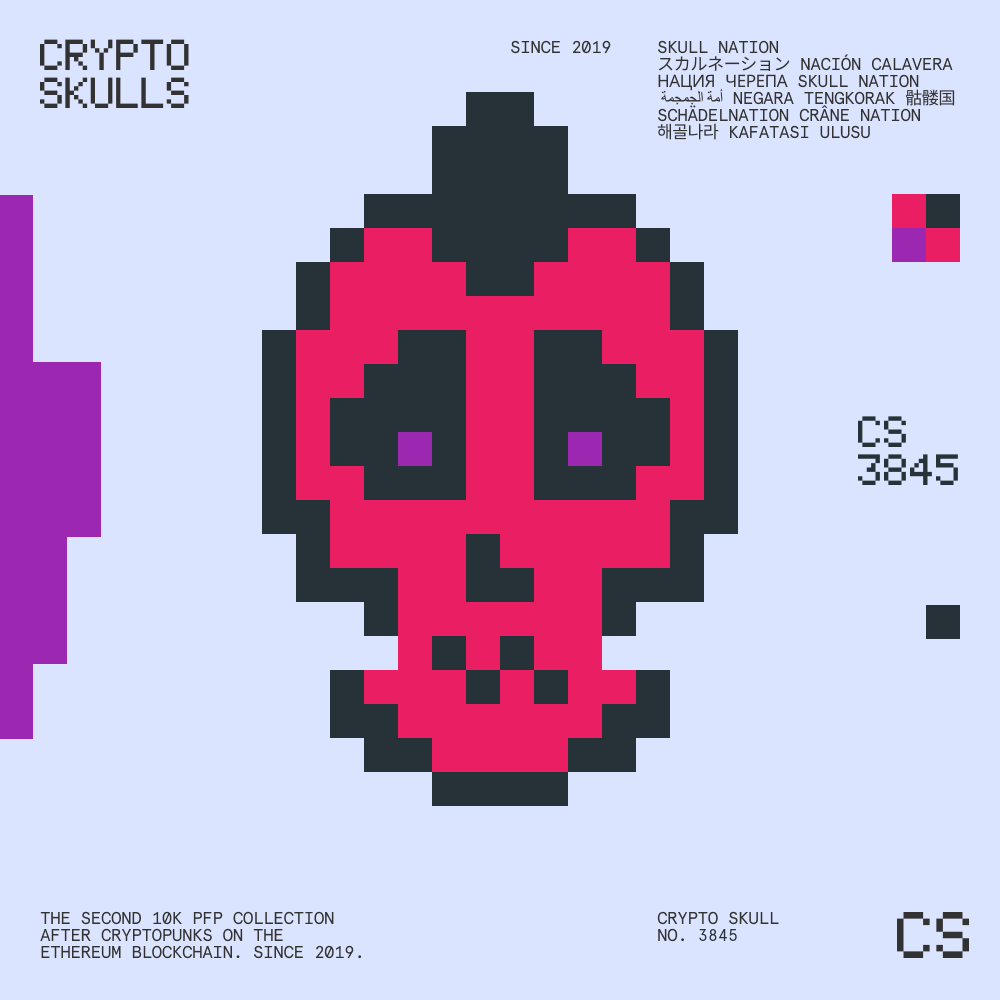 CRYPTO
SKULLS
SINCE 2019
SKULL NATION
スカルネーション NACIÓN CALAVERA
НАЦИЯ ЧЕРЕПА SKULL NATION
أمة الجمجمة NEGARA TENGKORAK 骷髅国
SCHÄDELNATION CRÂNE NATION
해골나라 KAFATASI ULUSU
CS
3845
THE SECOND 10K PFP COLLECTION
AFTER CRYPTOPUNKS ON THE
ETHEREUM BLOCKCHAIN. SINCE 2019.
CRYPTO SKULL
NO. 3845
CS